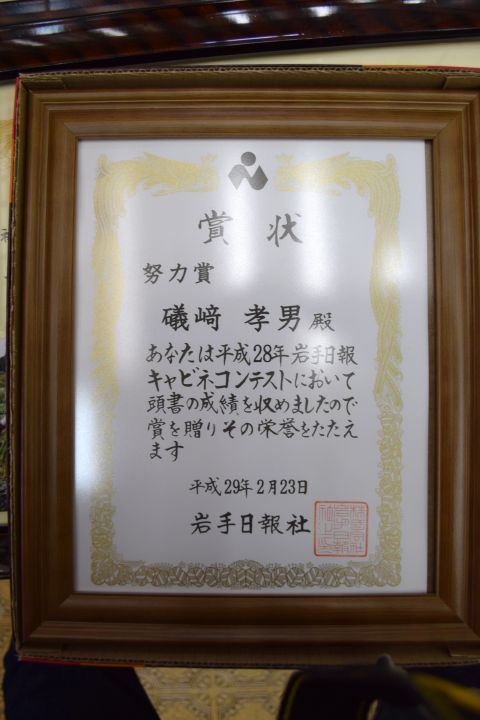 賞状
努力賞
礒﨑 孝男 殿
あなたは平成28年岩手日報
キャビネコンテストにおいて
頭書の成績を収めましたので
賞を贈りその栄誉をたたえ
ます
平成29年2月23日
岩手日報社